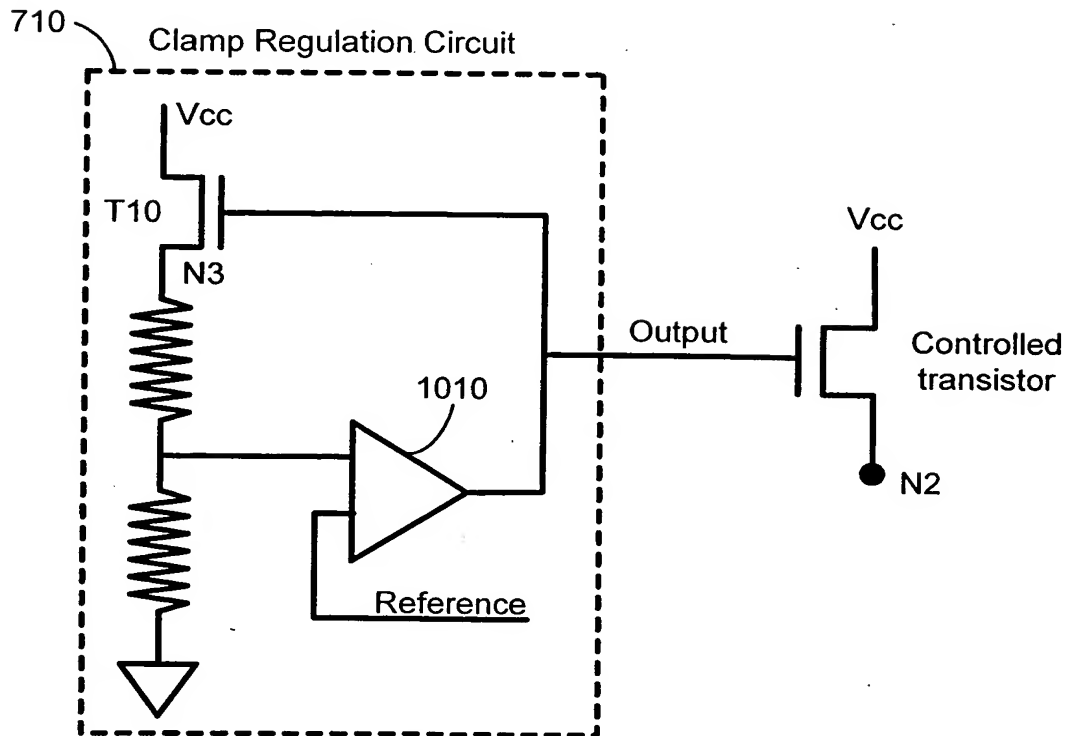 710
Clamp Regulation Circuit
Vcc
T10
N3
Vcc
Output
Controlled
transistor
1010
N2
Reference